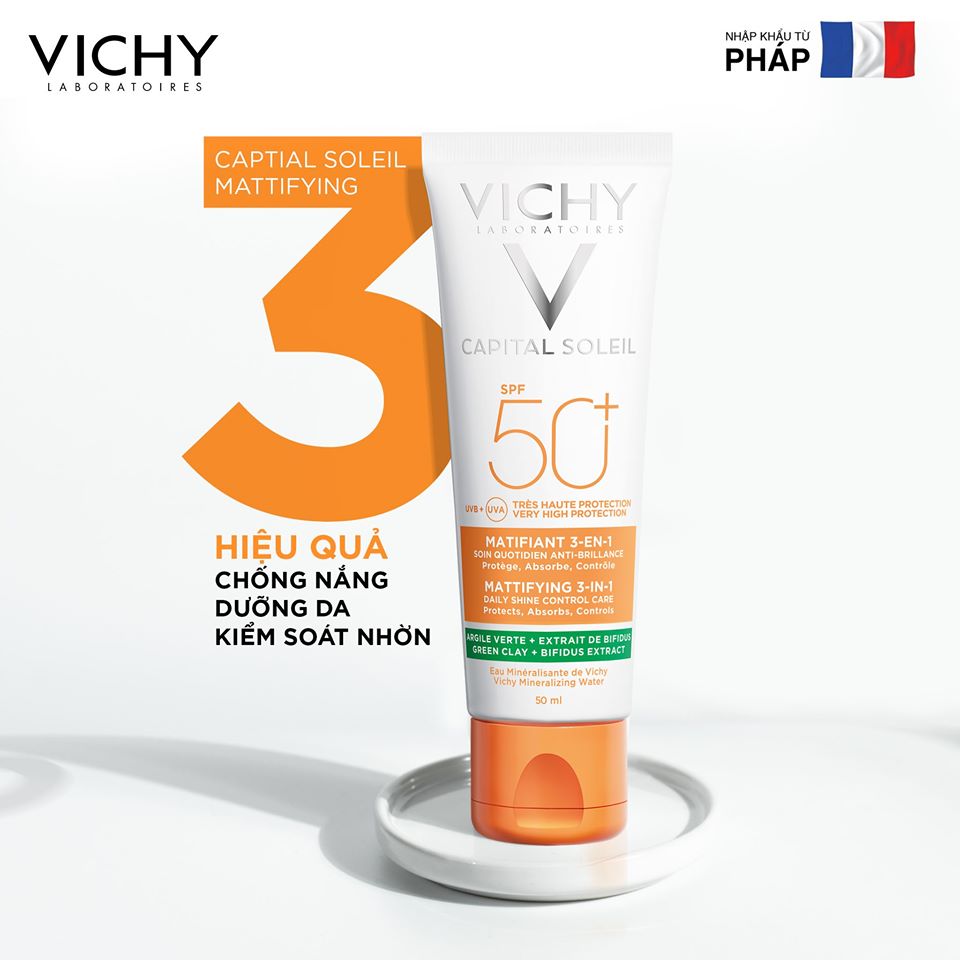 VICHY
LABORATOIRES
NHẬP KHẨU TỪ
PHÁP
CAPTIAL SOLEIL
MATTIFYING
3
HIỆU QUẢ
CHỐNG NẮNG
DƯỠNG DA
KIỂM SOÁT NHỜN
VICHY
LABORATOIRES
V
CAPITAL SOLEIL
SPF
50+
UVB + UVA
TRÈS HAUTE PROTECTION
VERY HIGH PROTECTION
MATIFIANT 3-EN-1
SOIN QUOTIDIEN ANTI-BRILLANCE
Protège, Absorbe, Contrôle
MATTIFYING 3-IN-1
DAILY SHINE CONTROL CARE
Protects, Absorbs, Controls
ARGILE VERTE + EXTRAIT DE BIFIDUS
GREEN CLAY + BIFIDUS EXTRACT
Eau Minéralisante de Vichy
Vichy Mineralizing Water
50 ml